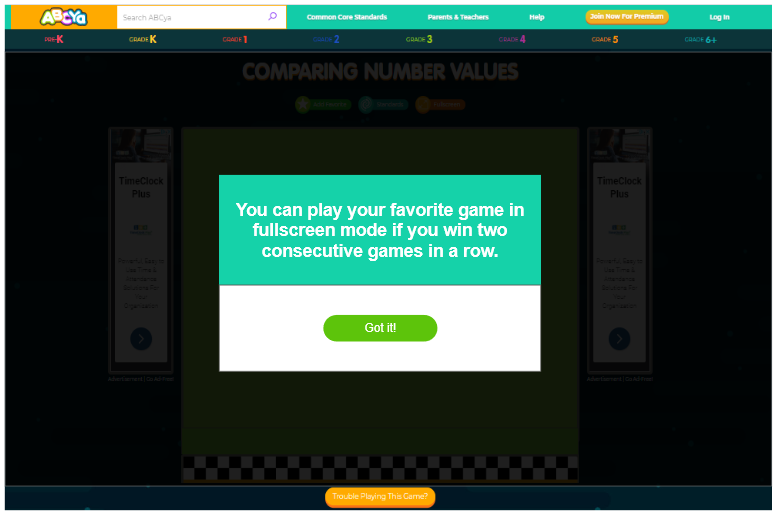 ABCYa
Search ABCya
Common Core Standards
Parents & Teachers
Help
Join Now For Premium
Log In
PRE-K
GRADE K
GRADE 1
GRADE 2
GRADE 3
GRADE 4
GRADE 5
GRADE 6+
COMPARING NUMBER VALUES
TimeClock
Plus
TimeClock
Plus
You can play your favorite game in
fullscreen mode if you win two
consecutive games in a row.
Got it!
Trouble Playing This Game?